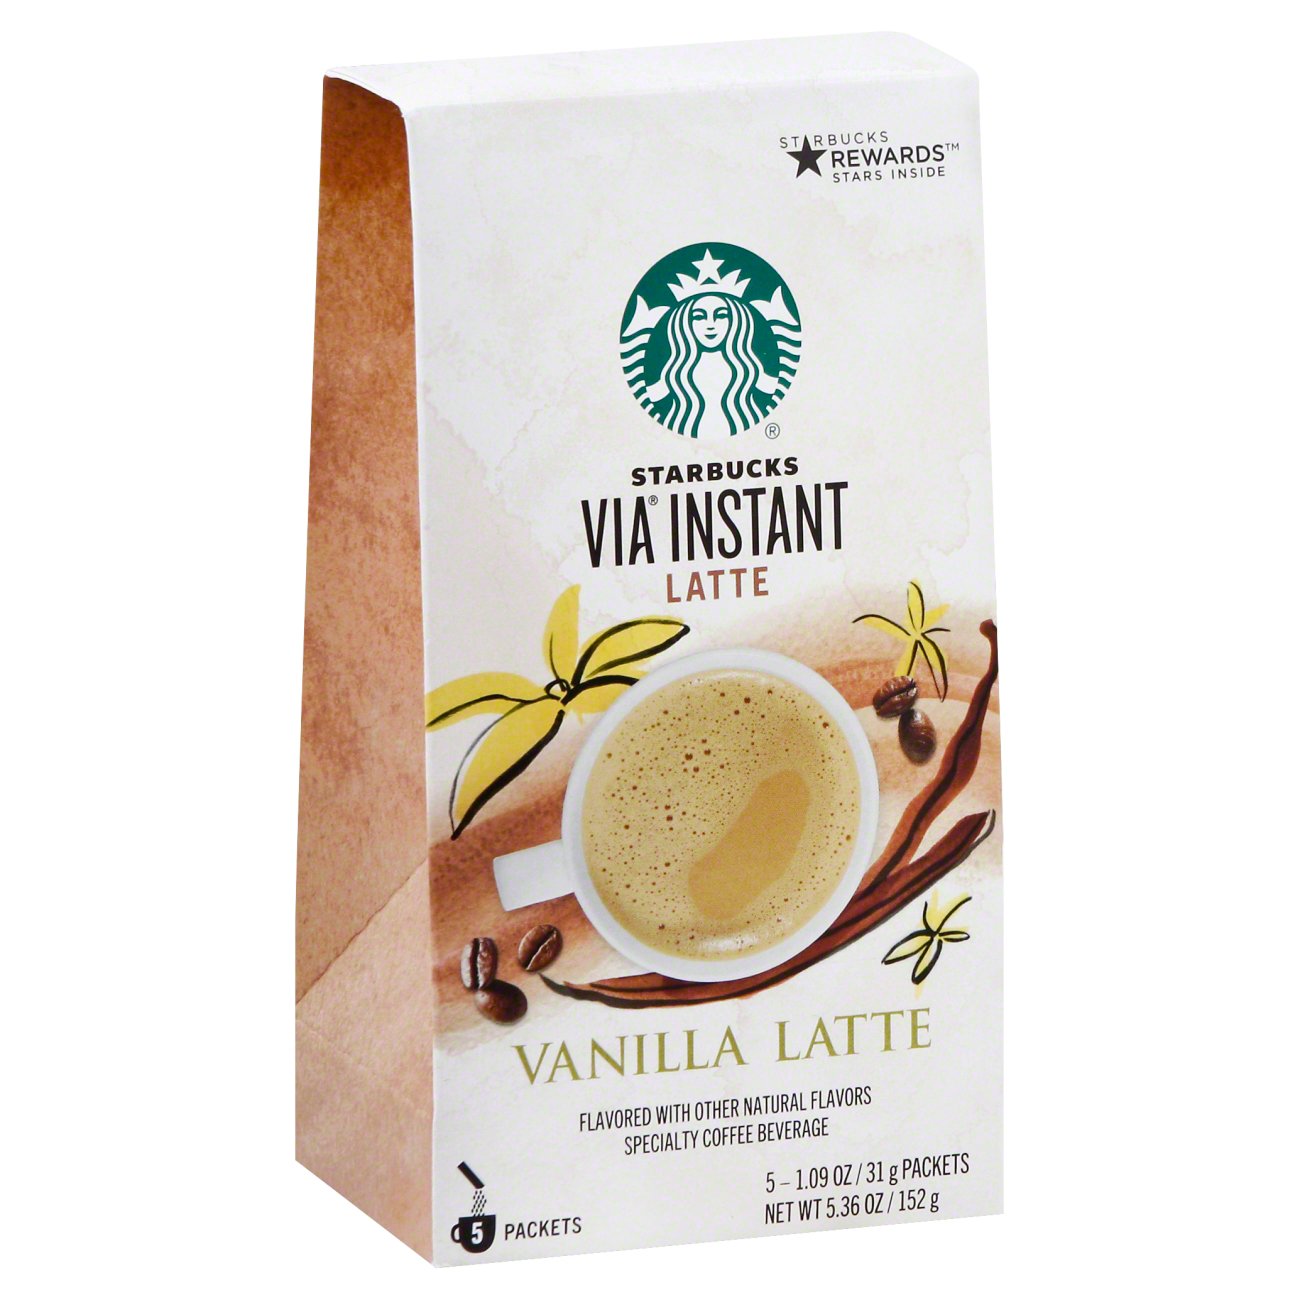 STARBUCKS
REWARDS™
STARS INSIDE
®
STARBUCKS
VIA® INSTANT
LATTE
VANILLA LATTE
FLAVORED WITH OTHER NATURAL FLAVORS
SPECIALTY COFFEE BEVERAGE
5 – 1.09 OZ / 31 g PACKETS
NET WT 5.36 OZ / 152 g
5 PACKETS